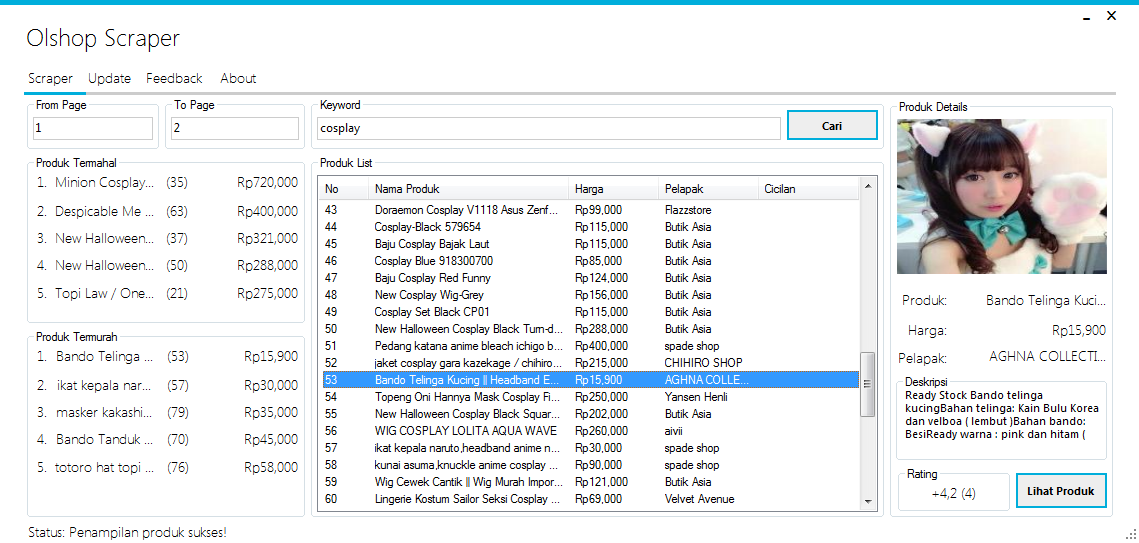 Olshop Scraper
Scraper Update Feedback About
From Page
1
To Page
2
Keyword
cosplay
Cari
Produk Termahal
1. Minion Cosplay... (35) Rp720,000
2. Despicable Me ... (63) Rp400,000
3. New Halloween... (37) Rp321,000
4. New Halloween... (50) Rp288,000
5. Topi Law / One... (21) Rp275,000
Produk Termurah
1. Bando Telinga ... (53) Rp15,900
2. ikat kepala nar... (57) Rp30,000
3. masker kakashi... (79) Rp35,000
4. Bando Tanduk ... (70) Rp45,000
5. totoro hat topi ... (76) Rp58,000
Produk List
No Nama Produk Harga Pelapak Cicilan
43 Doraemon Cosplay V1118 Asus Zenf... Rp99,000 Flazzstore
44 Cosplay-Black 579654 Rp115,000 Butik Asia
45 Baju Cosplay Bajak Laut Rp115,000 Butik Asia
46 Cosplay Blue 918300700 Rp85,000 Butik Asia
47 Baju Cosplay Red Funny Rp124,000 Butik Asia
48 New Cosplay Wig-Grey Rp156,000 Butik Asia
49 Cosplay Set Black CP01 Rp115,000 Butik Asia
50 New Halloween Cosplay Black Turn-d... Rp288,000 Butik Asia
51 Pedang katana anime bleach ichigo b... Rp400,000 spade shop
52 jaket cosplay gara kazekage / chihiro... Rp215,000 CHIHIRO SHOP
53 Bando Telinga Kucing || Headband E... Rp15,900 AGHNA COLLE...
54 Topeng Oni Hannya Mask Cosplay Fi... Rp250,000 Yansen Henli
55 New Halloween Cosplay Black Squar... Rp202,000 Butik Asia
56 WIG COSPLAY LOLITA AQUA WAVE Rp260,000 aivii
57 ikat kepala naruto,headband anime n... Rp30,000 spade shop
58 kunai asuma,knuckle anime cosplay ... Rp90,000 spade shop
59 Wig Cewek Cantik || Wig Murah Impor... Rp121,000 Butik Asia
60 Lingerie Kostum Sailor Seksi Cosplay ... Rp69,000 Velvet Avenue
Produk Details
Produk: Bando Telinga Kuci...
Harga: Rp15,900
Pelapak: AGHNA COLLECTI...
Deskripsi
Ready Stock Bando telinga
kucingBahan telinga: Kain Bulu Korea
dan velboa ( lembut )Bahan bando:
BesiReady warna : pink dan hitam (
Rating
+4,2 (4)
Lihat Produk
Status: Penampilan produk sukses!